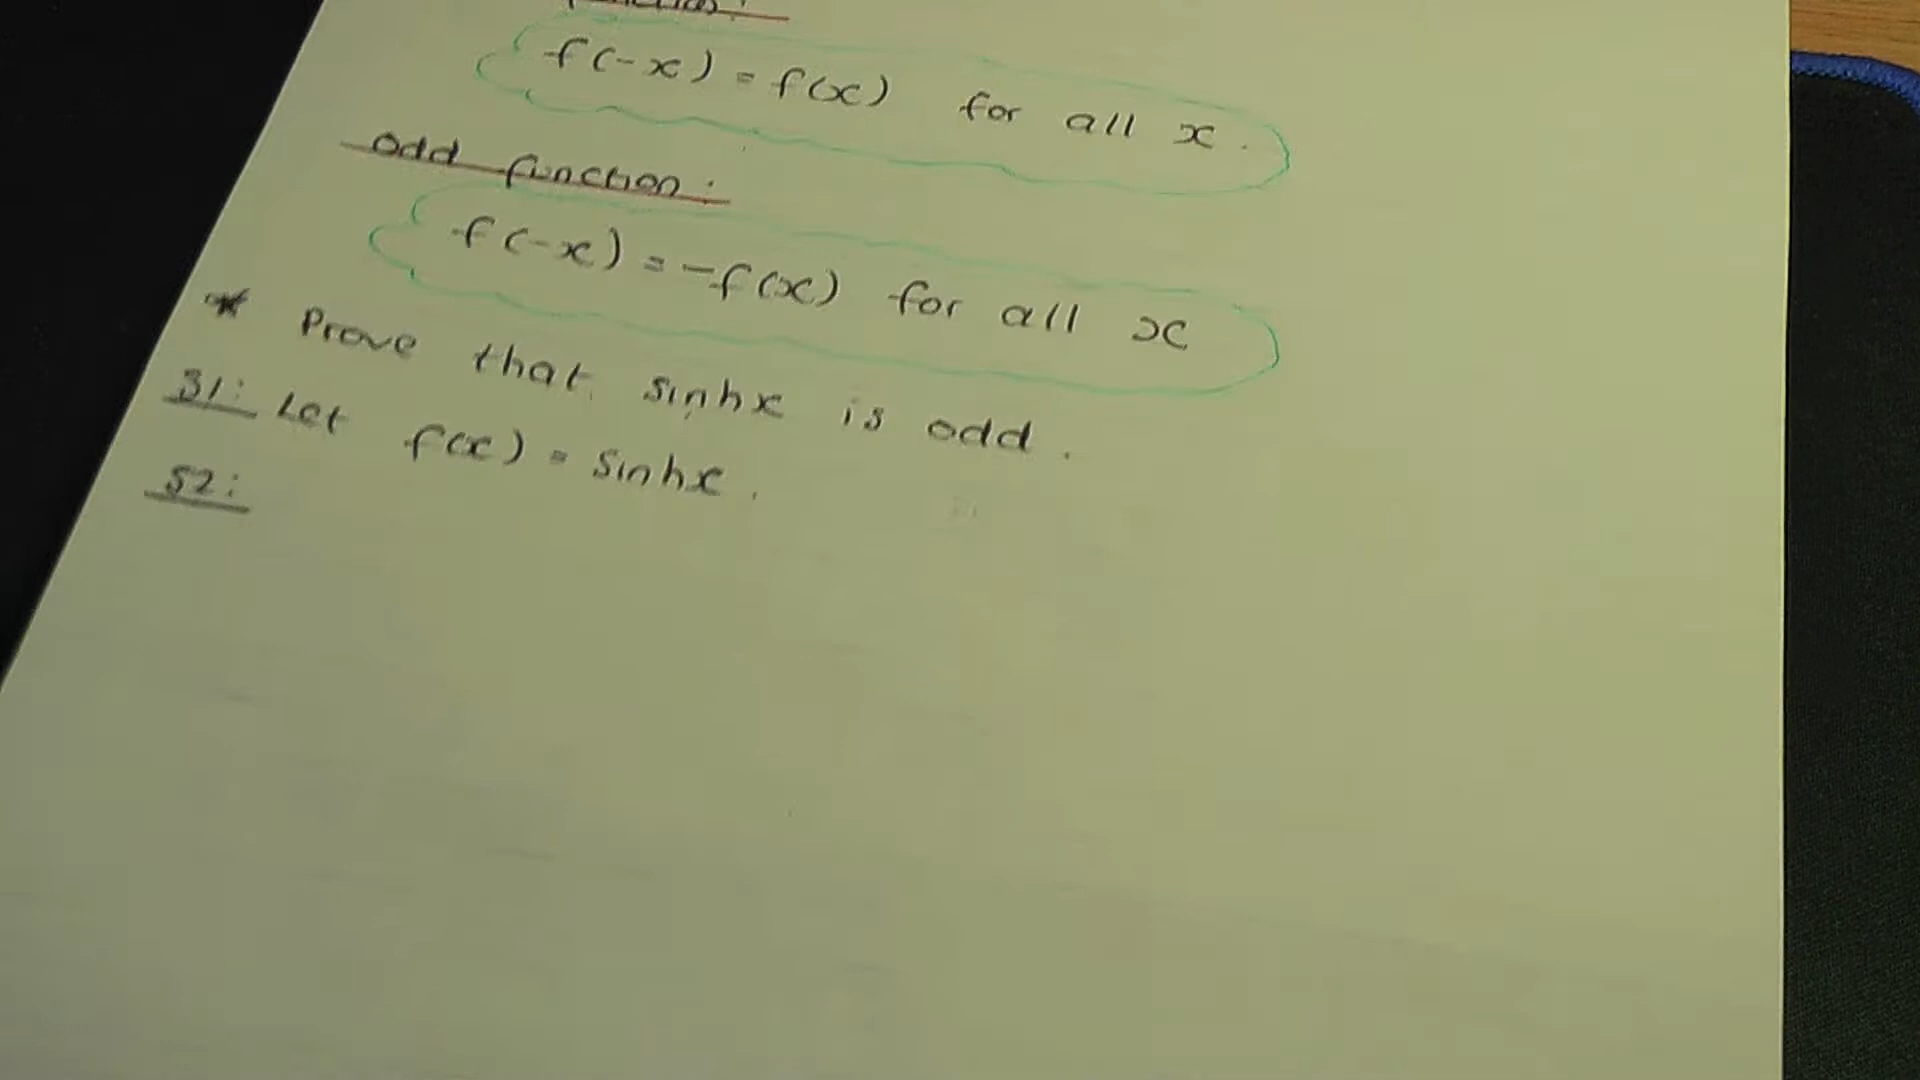 f(-x) = f(x) for all x.
odd function:
f(-x) = -f(x) for all x
* Prove that sinhx is odd.
S1: Let f(x) = sinhx.
S2: